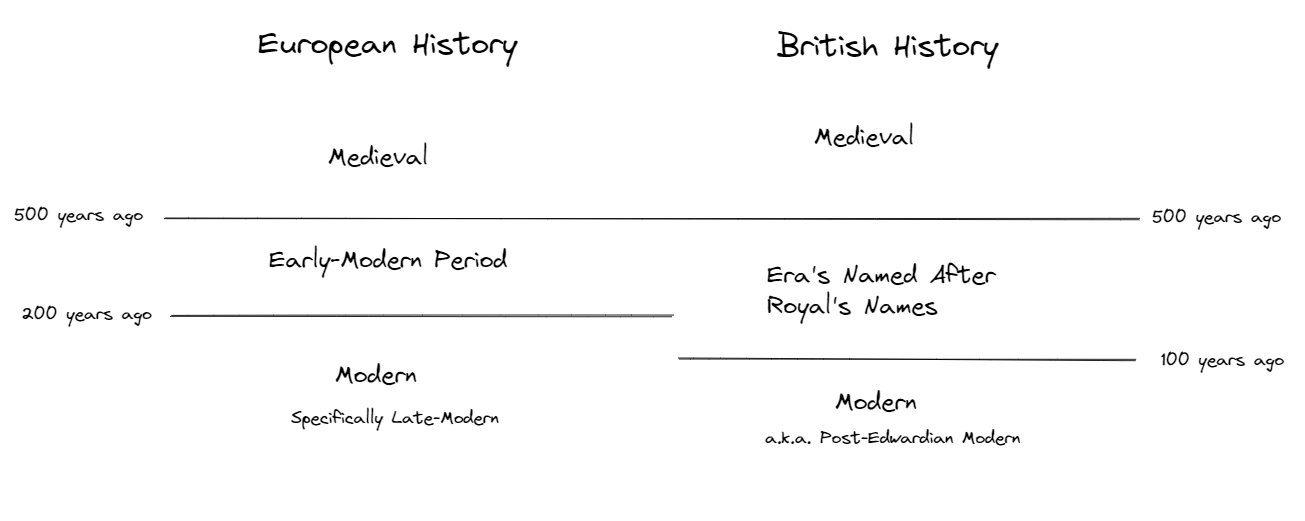 European History
British History
Medieval
Medieval
500 years ago
500 years ago
Early-Modern Period
Era's Named After
Royal's Names
200 years ago
100 years ago
Modern
Specifically Late-Modern
Modern
a.k.a. Post-Edwardian Modern